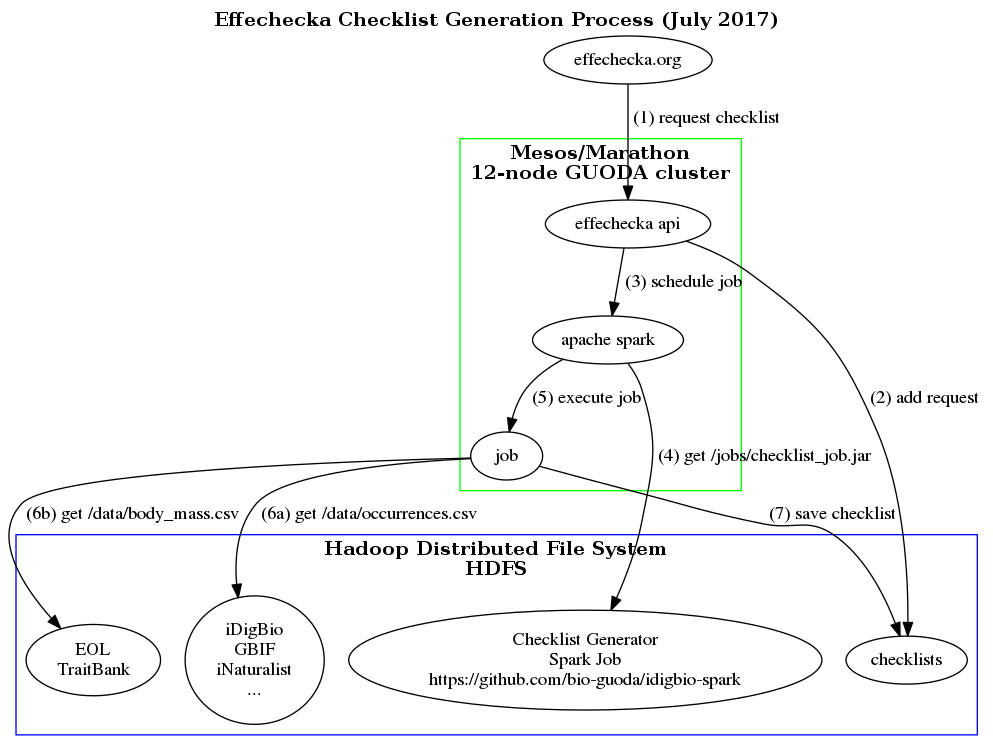 Effechecka Checklist Generation Process (July 2017)
effechecka.org
(1) request checklist
Mesos/Marathon
12-node GUODA cluster
effechecka api
(3) schedule job
apache spark
(2) add request
(5) execute job
job
(4) get /jobs/checklist_job.jar
(6b) get /data/body_mass.csv
(6a) get /data/occurrences.csv
(7) save checklist
Hadoop Distributed File System
HDFS
EOL
TraitBank
iDigBio
GBIF
iNaturalist
...
Checklist Generator
Spark Job
https://github.com/bio-guoda/idigbio-spark
checklists